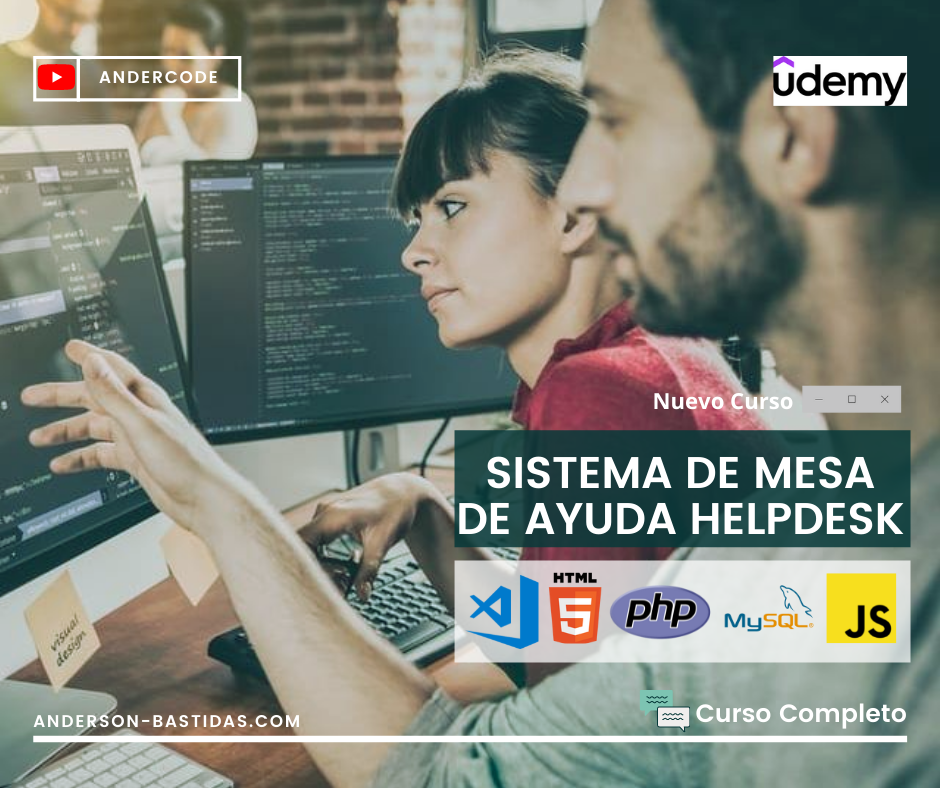 ANDERCODE
udemy
Nuevo Curso
SISTEMA DE MESA
DE AYUDA HELPDESK
HTML
5
php
MySQL
JS
visual
design
ANDERSON-BASTIDAS.COM
Curso Completo